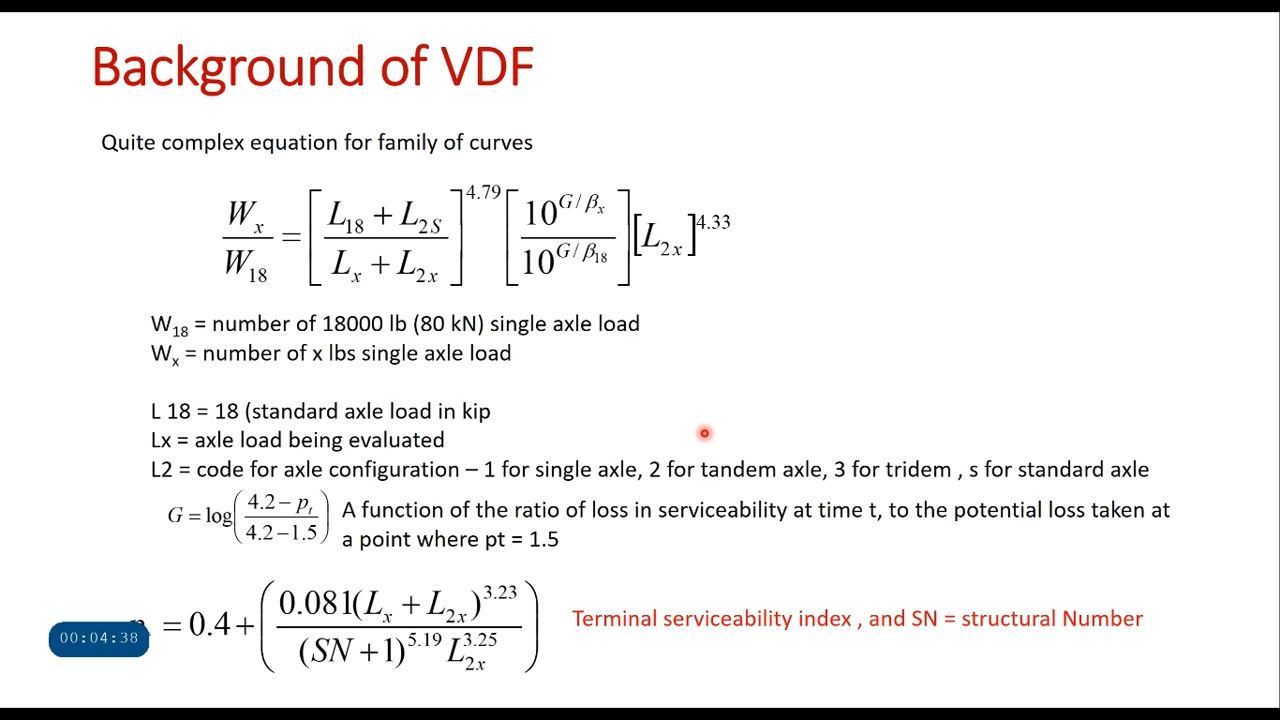 Background of VDF
Quite complex equation for family of curves
W_x / W_18 = [ (L_18 + L_2S) / (L_x + L_2x) ]^4.79 [ 10^(G/β_x) / 10^(G/β_18) ] [L_2x]^4.33
W18 = number of 18000 lb (80 kN) single axle load
Wx = number of x lbs single axle load
L 18 = 18 (standard axle load in kip
Lx = axle load being evaluated
L2 = code for axle configuration – 1 for single axle, 2 for tandem axle, 3 for tridem , s for standard axle
G = log( (4.2 − p_t) / (4.2 − 1.5) ) A function of the ratio of loss in serviceability at time t, to the potential loss taken at
a point where pt = 1.5
= 0.4 + ( 0.081(L_x + L_2x)^3.23 / (SN + 1)^5.19 L_2x^3.25 ) Terminal serviceability index , and SN = structural Number
00:04:38